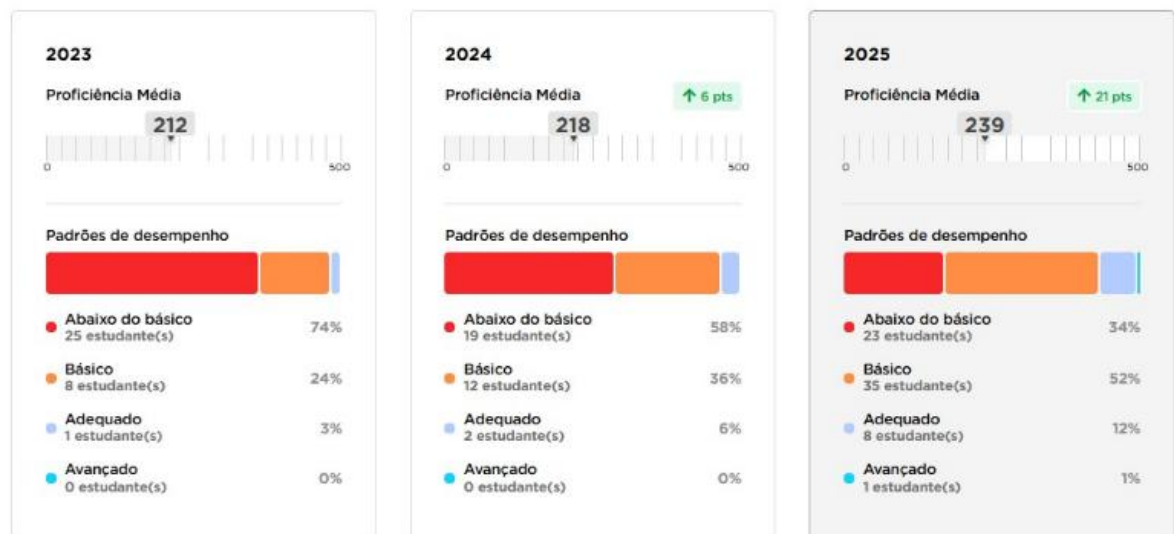 2023
Proficiência Média
212
0
500
Padrões de desempenho
Abaixo do básico
25 estudante(s)
74%
Básico
8 estudante(s)
24%
Adequado
1 estudante(s)
3%
Avançado
0 estudante(s)
0%
2024
Proficiência Média
↑ 6 pts
218
0
500
Padrões de desempenho
Abaixo do básico
19 estudante(s)
58%
Básico
12 estudante(s)
36%
Adequado
2 estudante(s)
6%
Avançado
0 estudante(s)
0%
2025
Proficiência Média
↑ 21 pts
239
0
500
Padrões de desempenho
Abaixo do básico
23 estudante(s)
34%
Básico
35 estudante(s)
52%
Adequado
8 estudante(s)
12%
Avançado
1 estudante(s)
1%